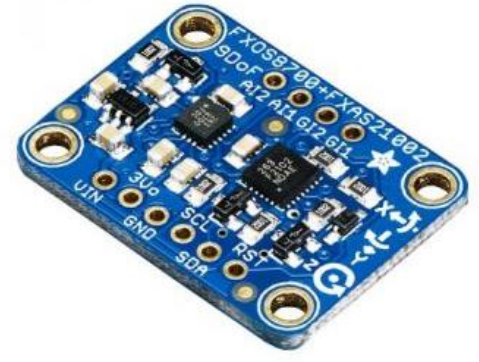 FXOS8700+FXAS21002
9DoF
AI2 AI1 GI2 GI1
VIN 3Vo GND SCL SDA RST
X
Y
Z